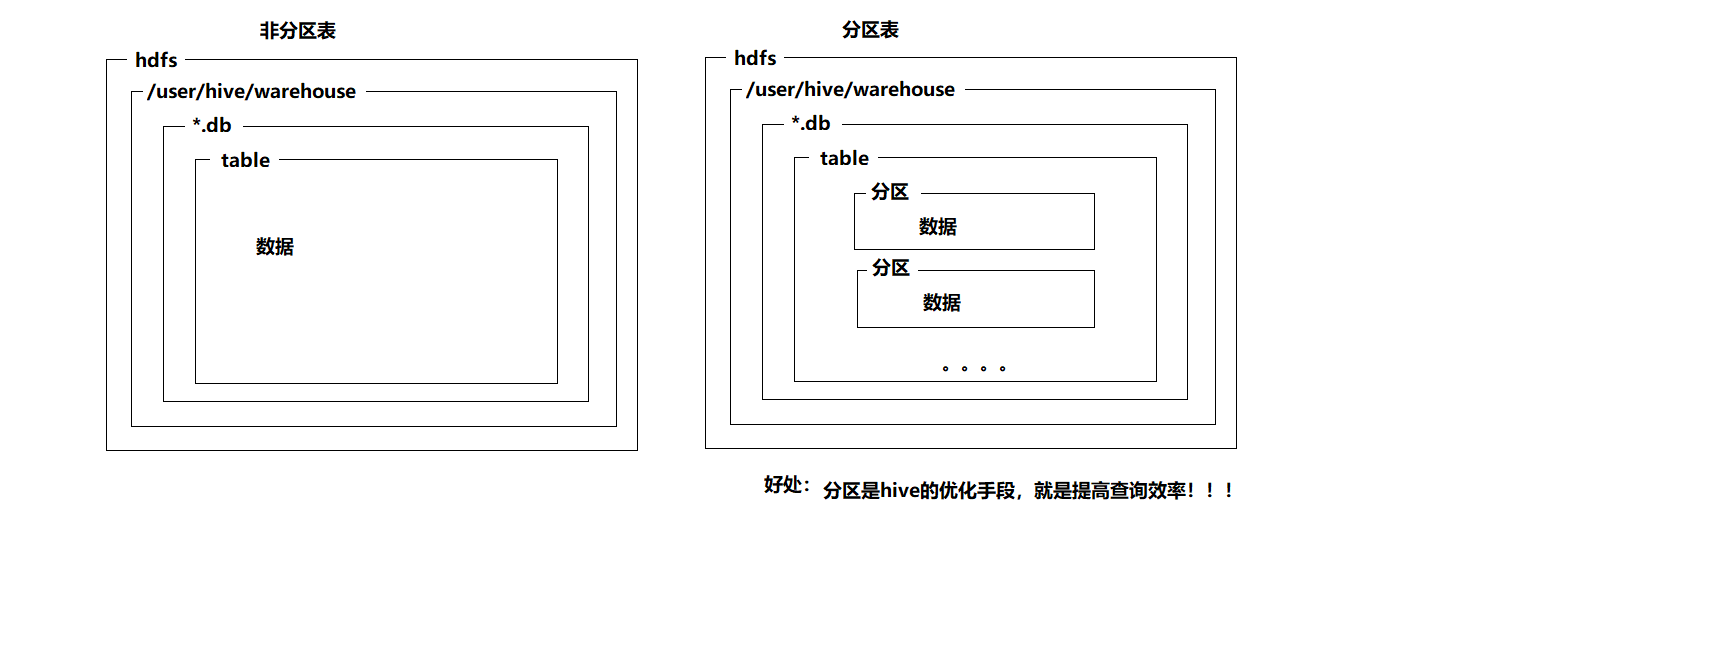 非分区表
hdfs
/user/hive/warehouse
*.db
table
数据
分区表
hdfs
/user/hive/warehouse
*.db
table
分区
数据
分区
数据
。。。。
好处：分区是hive的优化手段，就是提高查询效率！！！